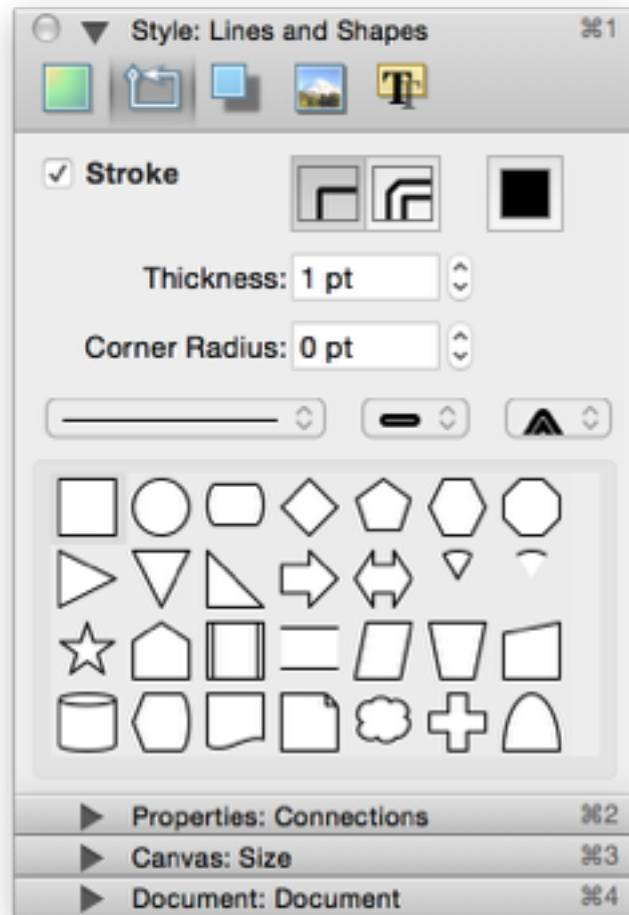 Style: Lines and Shapes ⌘1
Stroke
Thickness: 1 pt
Corner Radius: 0 pt
Properties: Connections ⌘2
Canvas: Size ⌘3
Document: Document ⌘4